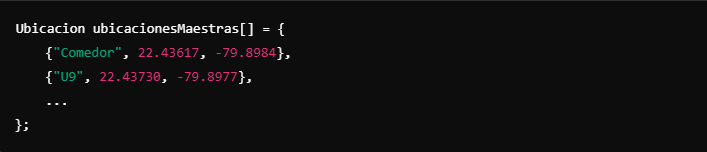 Ubicacion ubicacionesMaestras[] = {
    {"Comedor", 22.43617, -79.8984},
    {"U9", 22.43730, -79.8977},
    ...
};